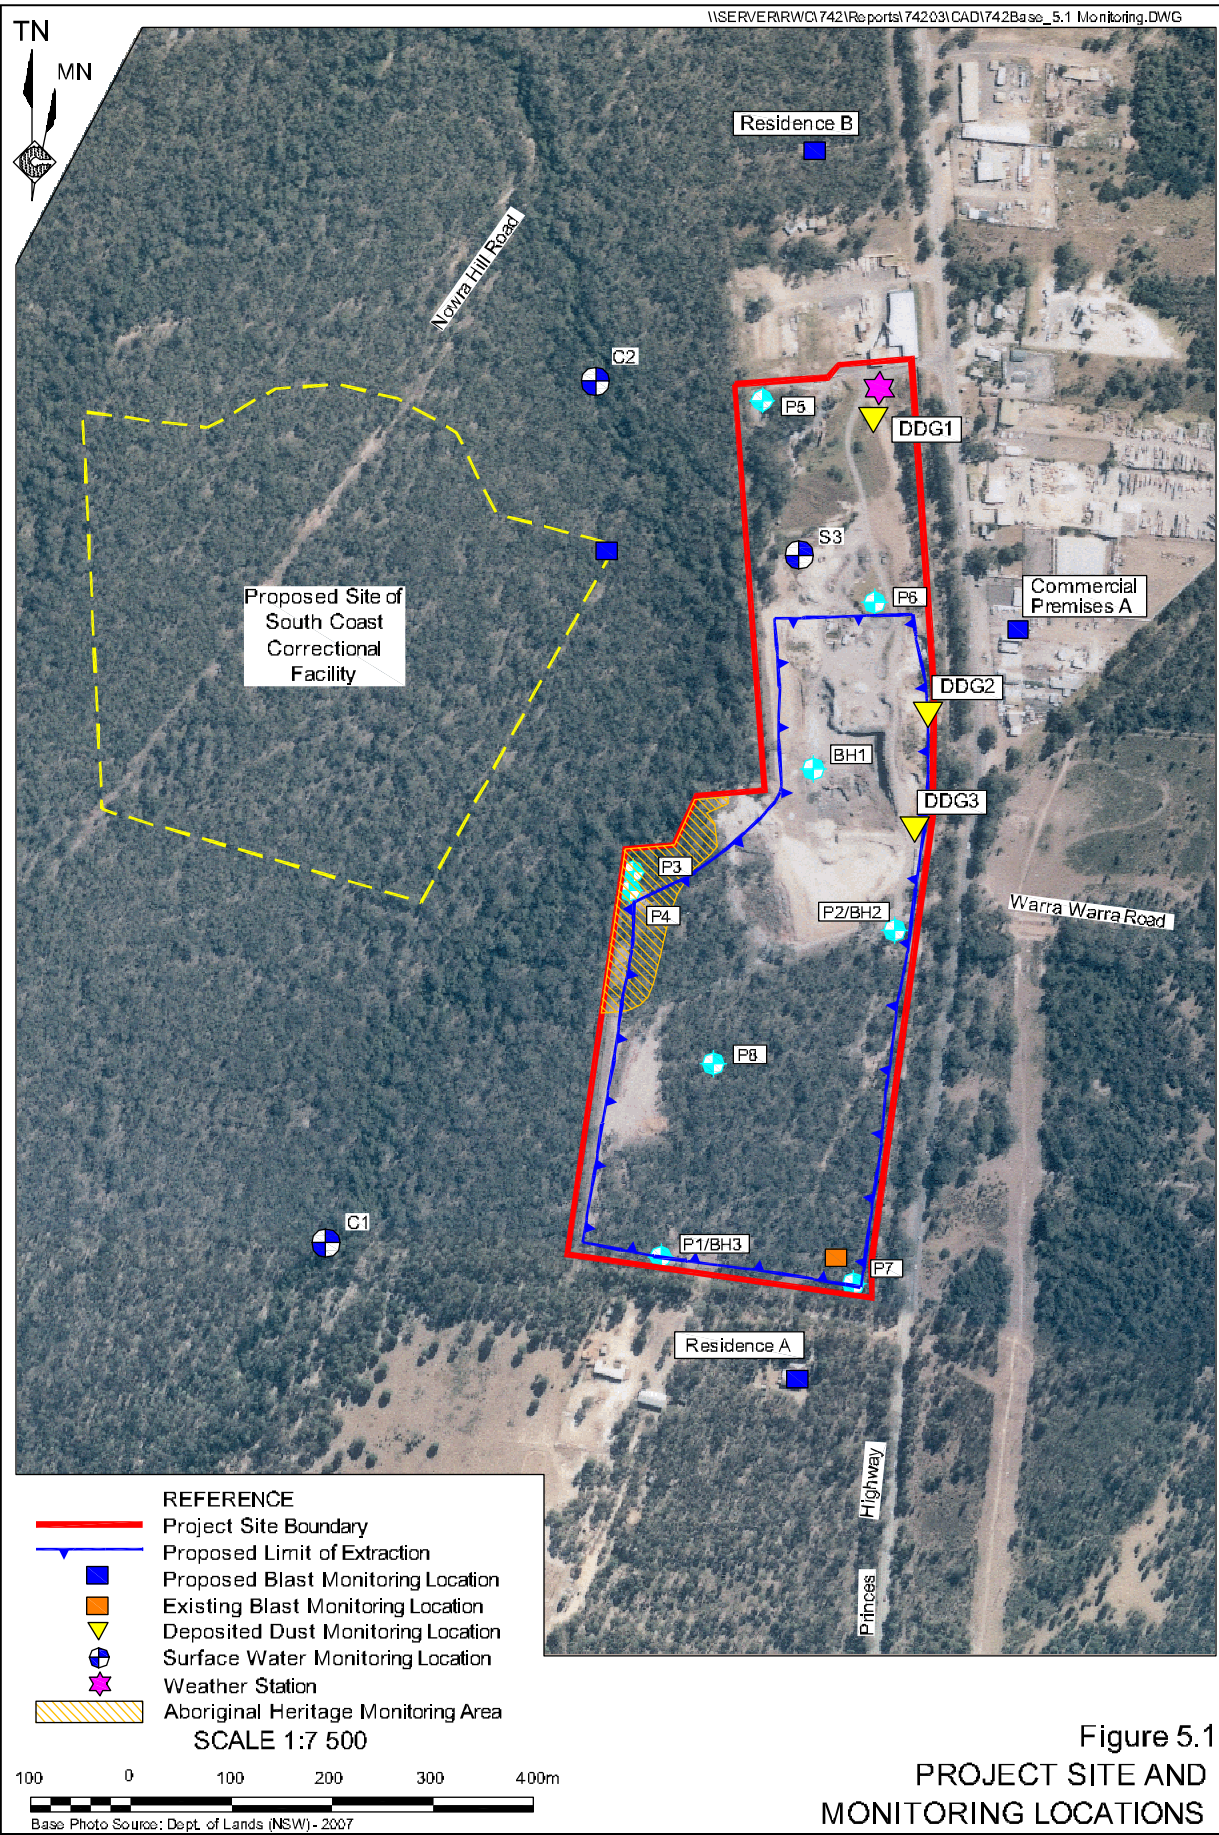 \\SERVER\RWC\742\Reports\74203\CAD\742Base_5.1 Monitoring.DWG
TN
MN
Residence B
Nowra Hill Road
C2
P5
DDG1
S3
P6
Commercial
Premises A
Proposed Site of
South Coast
Correctional
Facility
DDG2
BH1
DDG3
P3
P4
P2/BH2
Warra Warra Road
P8
C1
P1/BH3
P7
Residence A
Princes Highway
REFERENCE
Project Site Boundary
Proposed Limit of Extraction
Proposed Blast Monitoring Location
Existing Blast Monitoring Location
Deposited Dust Monitoring Location
Surface Water Monitoring Location
Weather Station
Aboriginal Heritage Monitoring Area
SCALE 1:7 500
100 0 100 200 300 400m
Base Photo Source: Dept. of Lands (NSW) - 2007
Figure 5.1
PROJECT SITE AND
MONITORING LOCATIONS